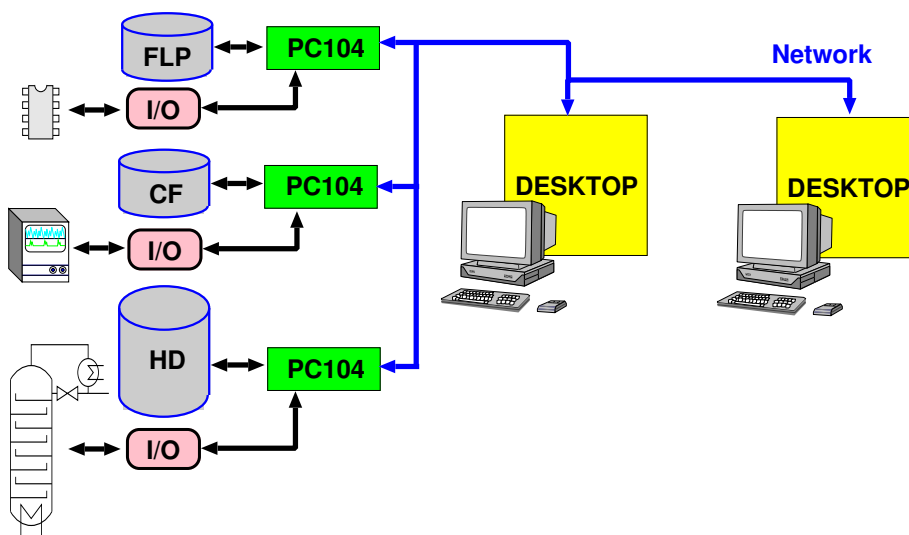 FLP
PC104
Network
I/O
CF
PC104
DESKTOP
DESKTOP
I/O
HD
PC104
I/O